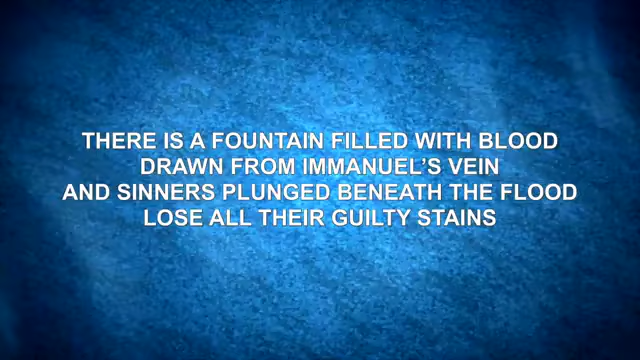 THERE IS A FOUNTAIN FILLED WITH BLOOD
DRAWN FROM IMMANUEL’S VEIN
AND SINNERS PLUNGED BENEATH THE FLOOD
LOSE ALL THEIR GUILTY STAINS